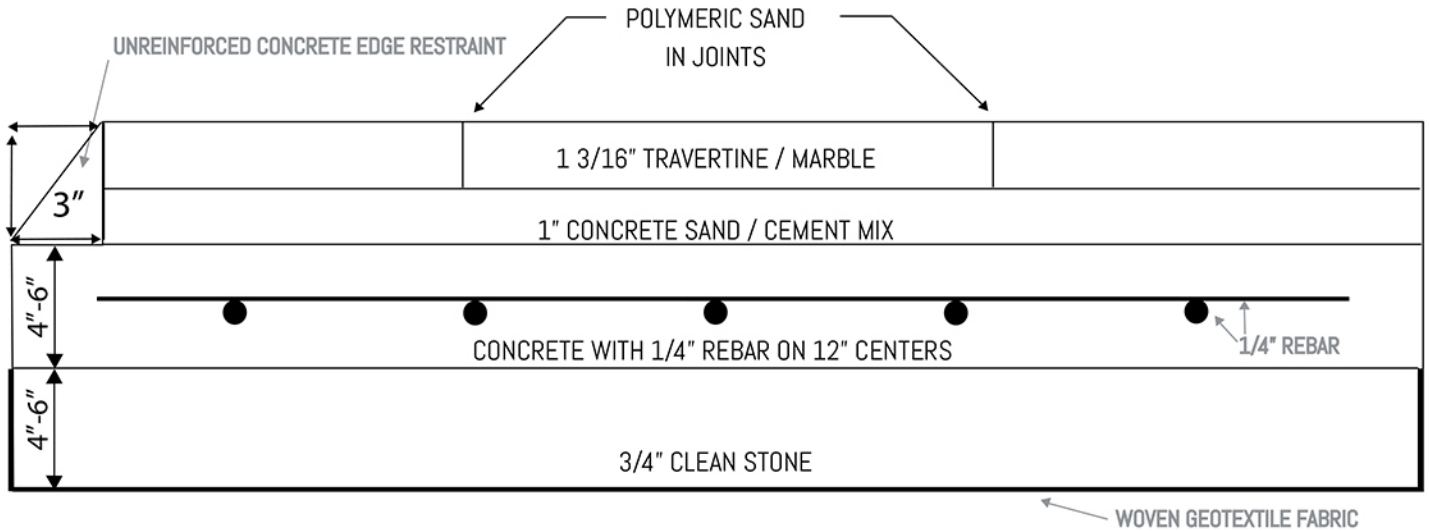 POLYMERIC SAND
IN JOINTS
UNREINFORCED CONCRETE EDGE RESTRAINT
1 3/16" TRAVERTINE / MARBLE
3"
1" CONCRETE SAND / CEMENT MIX
4"-6"
CONCRETE WITH 1/4" REBAR ON 12" CENTERS
1/4" REBAR
4"-6"
3/4" CLEAN STONE
WOVEN GEOTEXTILE FABRIC